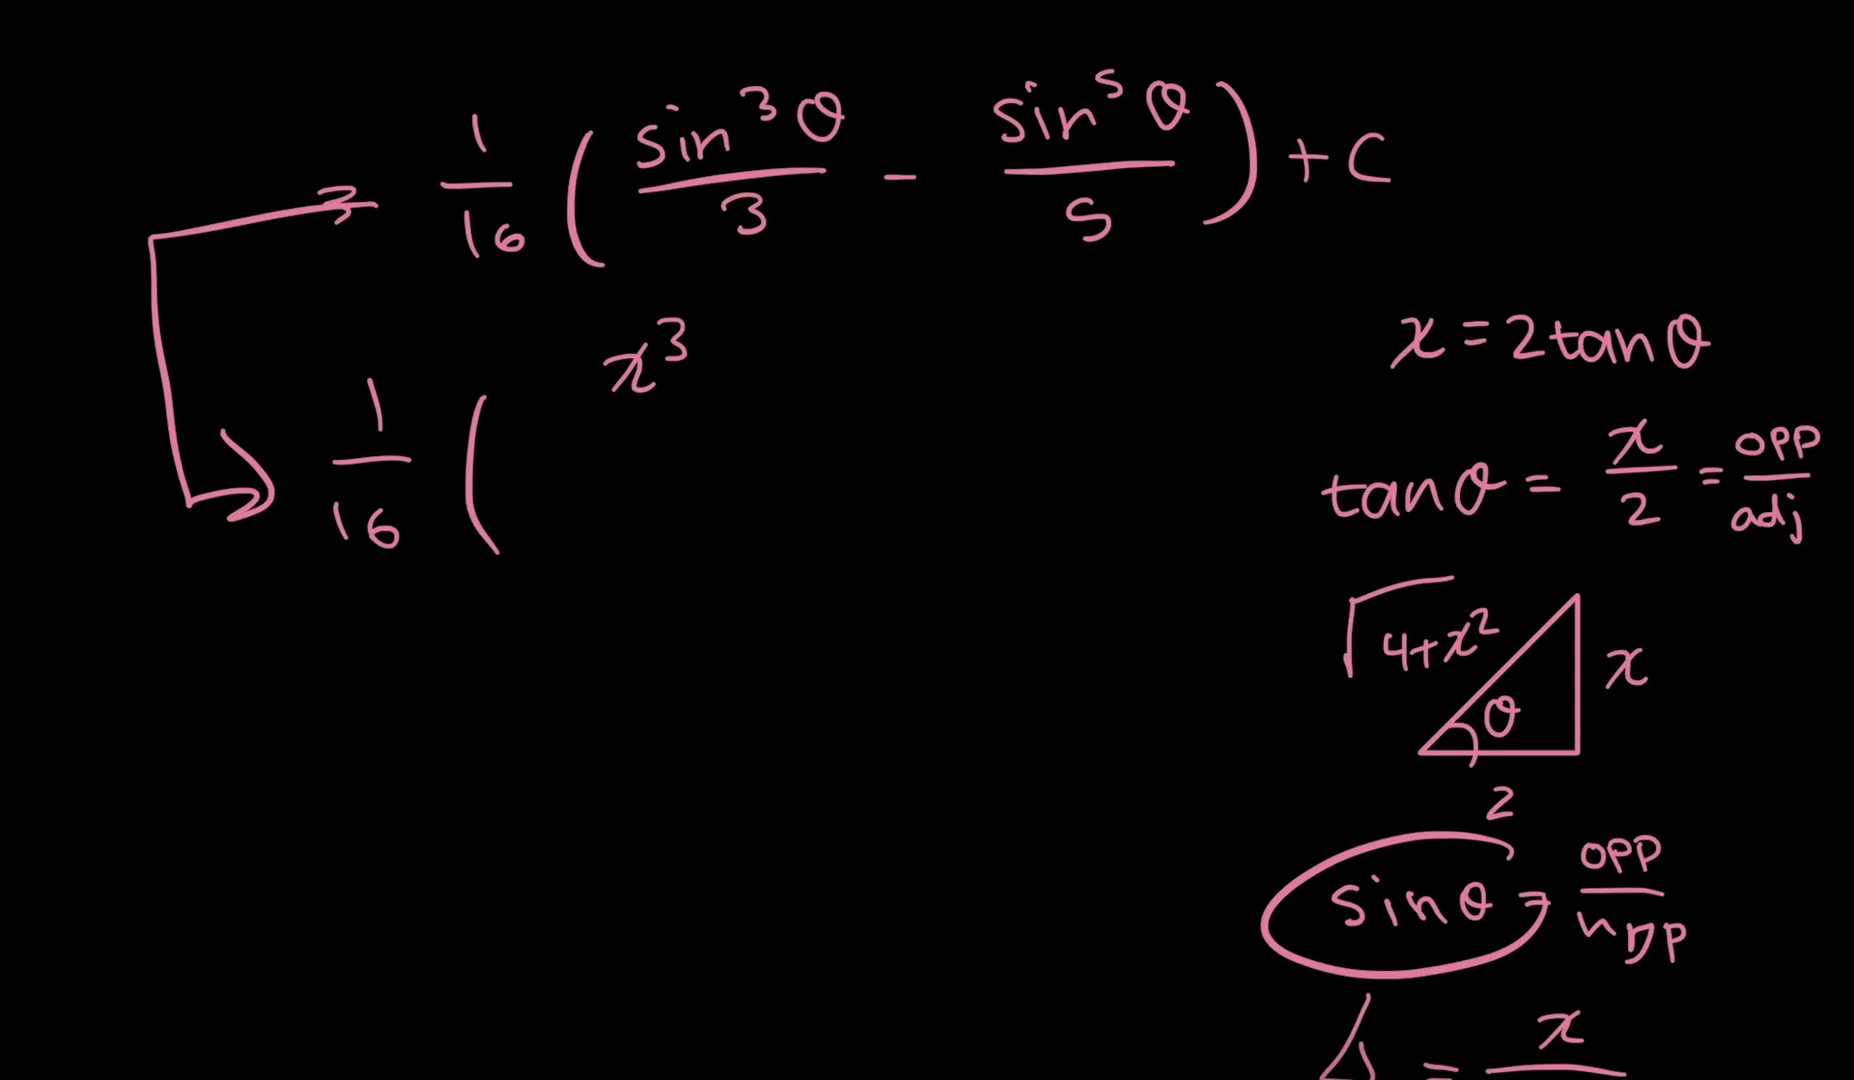 1/16 ( sin³θ/3 − sin⁵θ/5 ) + C
1/16 ( x³
x = 2tanθ
tanθ = x/2 = opp/adj
√4+x²
θ
x
2
sinθ = opp/hyp
= x